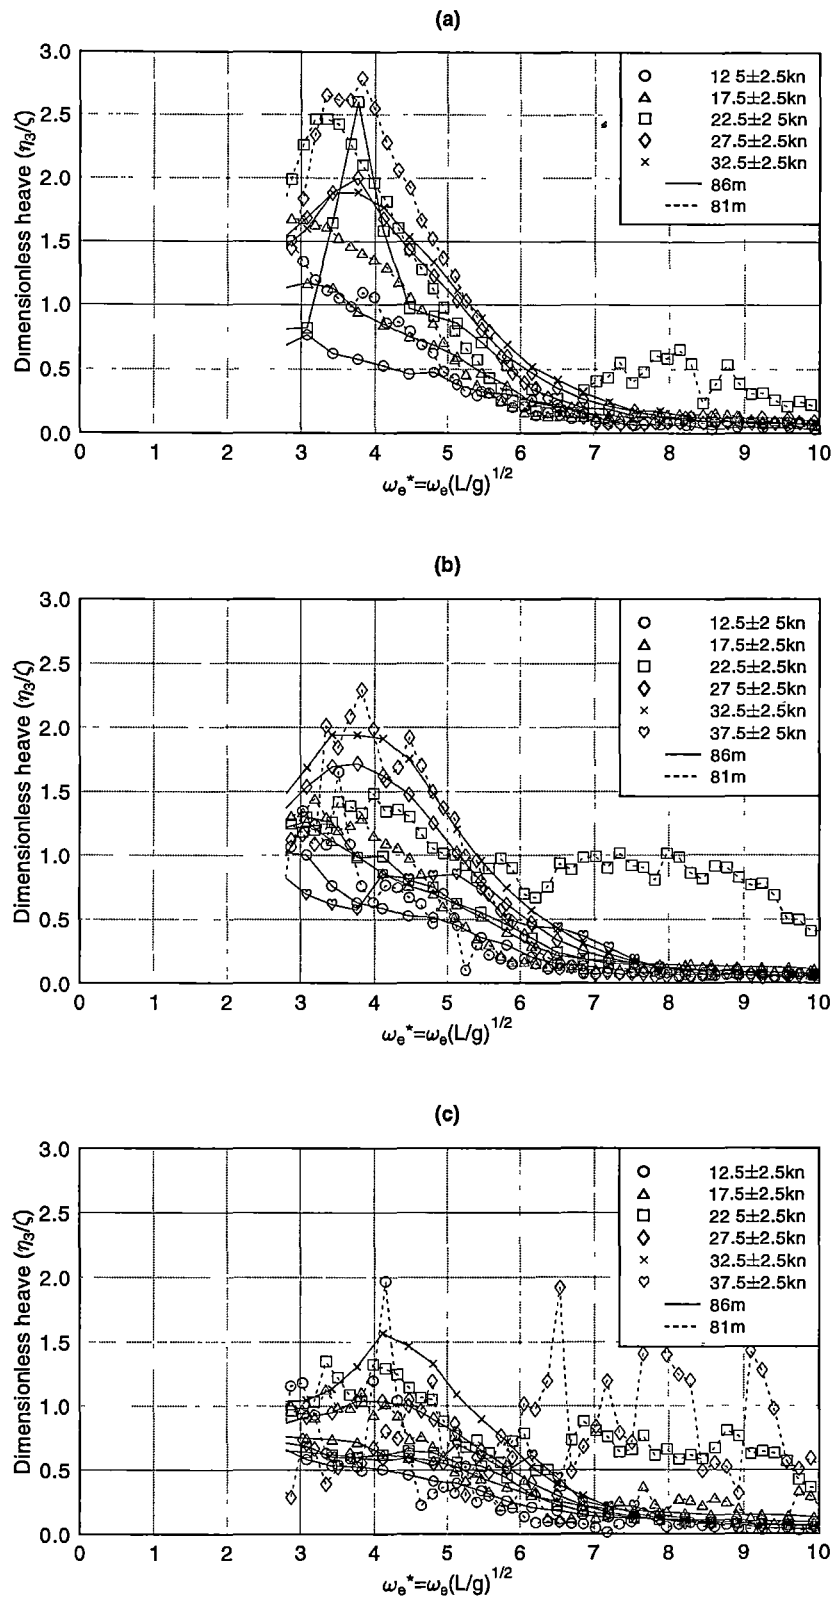 (a)
3.0
2.5
2.0
1.5
1.0
0.5
0.0
Dimensionless heave (η₃/ζ)
12 5±2.5kn
17.5±2.5kn
22.5±2 5kn
27.5±2.5kn
32.5±2.5kn
86m
81m
0 1 2 3 4 5 6 7 8 9 10
ωₑ*=ωₑ(L/g)^1/2
(b)
3.0
2.5
2.0
1.5
1.0
0.5
0.0
Dimensionless heave (η₃/ζ)
12.5±2 5kn
17.5±2.5kn
22.5±2.5kn
27 5±2.5kn
32.5±2.5kn
37.5±2 5kn
86m
81m
0 1 2 3 4 5 6 7 8 9 10
ωₑ*=ωₑ(L/g)^1/2
(c)
3.0
2.5
2.0
1.5
1.0
0.5
0.0
Dimensionless heave (η₃/ζ)
12.5±2.5kn
17.5±2.5kn
22 5±2.5kn
27.5±2.5kn
32.5±2.5kn
37.5±2.5kn
86m
81m
0 1 2 3 4 5 6 7 8 9 10
ωₑ*=ωₑ(L/g)^1/2